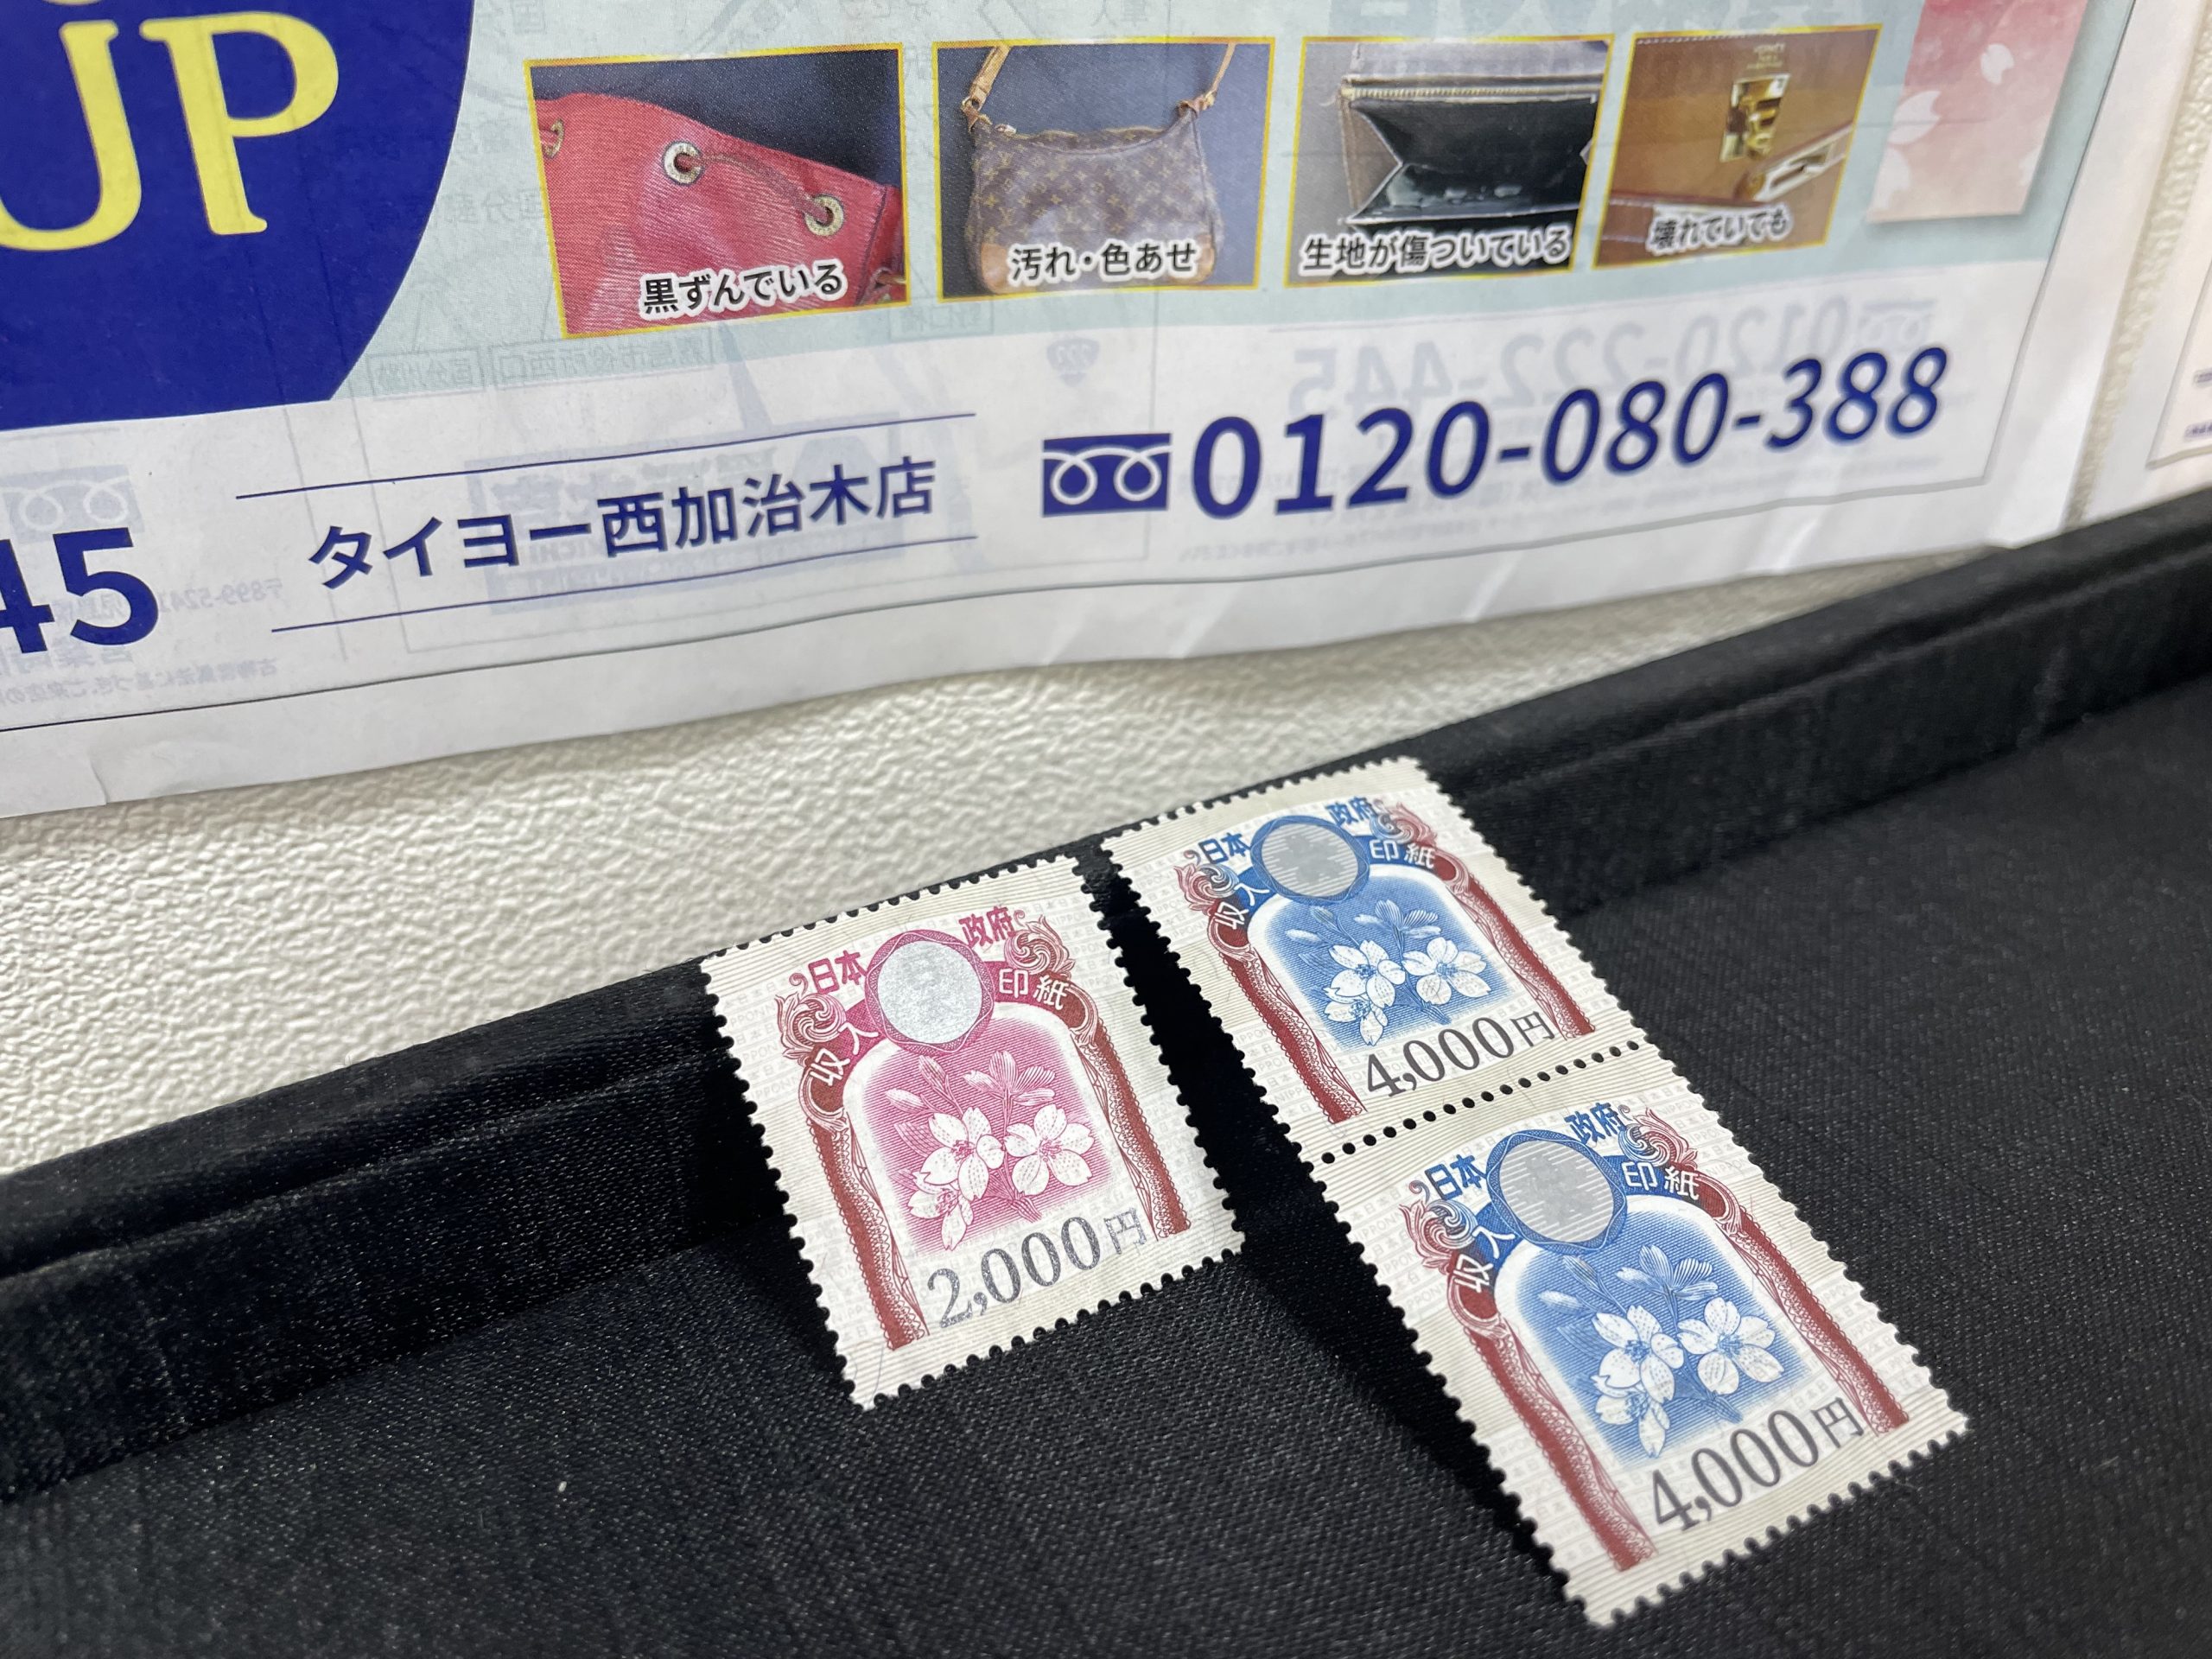 UP
黒ずんでいる
汚れ・色あせ
生地が傷ついている
壊れていても
45
タイヨー西加治木店
0120-080-388
日本政府
収入印紙
2,000円
日本政府
収入印紙
4,000円
日本政府
収入印紙
4,000円